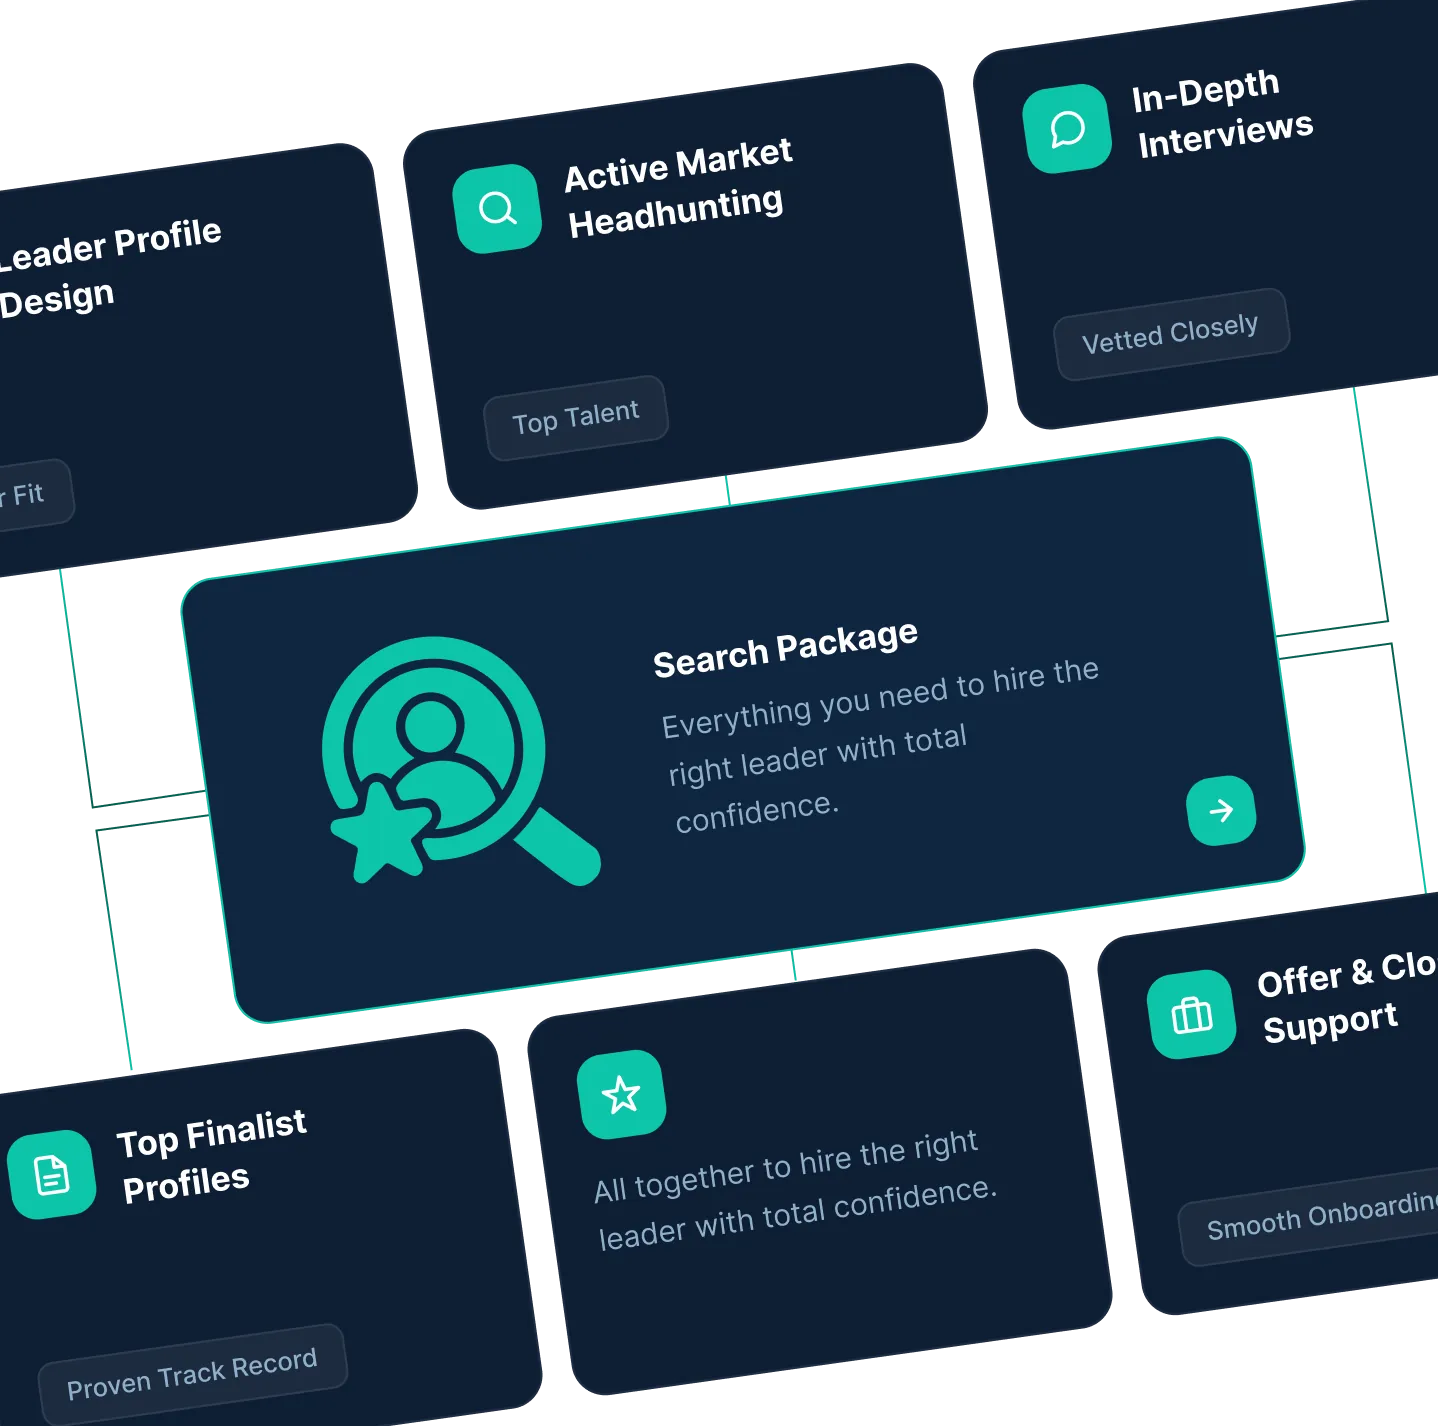 Leader Profile
Design
r Fit
Active Market
Headhunting
Top Talent
In-Depth
Interviews
Vetted Closely
Search Package
Everything you need to hire the
right leader with total
confidence.
Top Finalist
Profiles
Proven Track Record
All together to hire the right
leader with total confidence.
Offer & Clo
Support
Smooth Onboarding